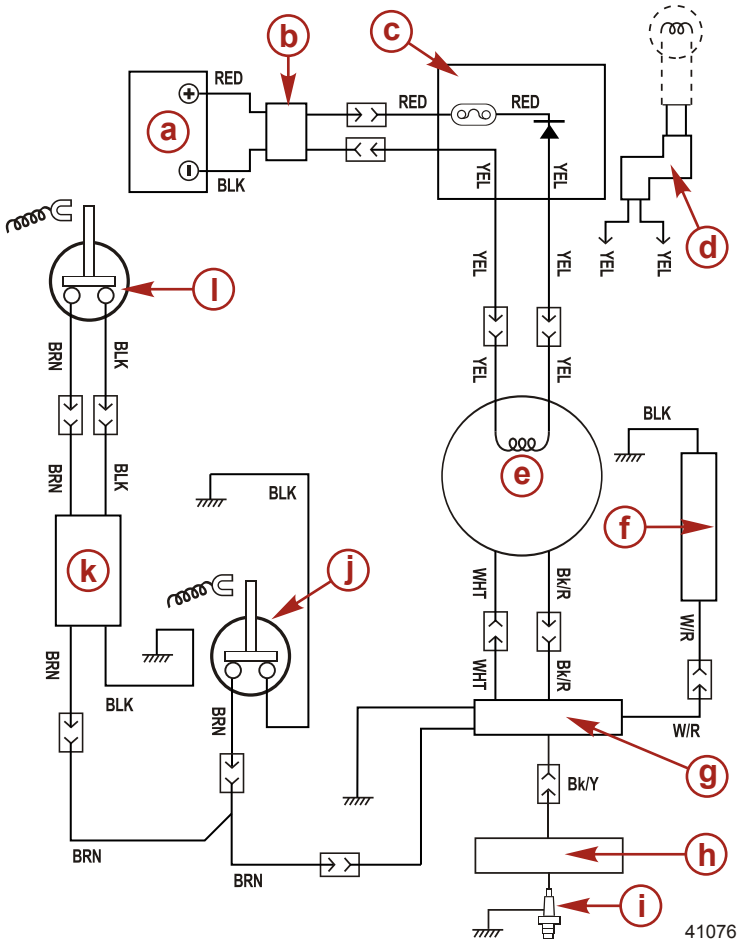 b
c
RED
a
RED
RED
BLK
YEL
YEL
d
YEL
YEL
YEL
YEL
l
BRN
BLK
YEL
YEL
BLK
e
BRN
BLK
BLK
f
k
j
WHT
Bk/R
W/R
BRN
BLK
BRN
WHT
Bk/R
W/R
g
Bk/Y
BRN
h
BRN
i
41076